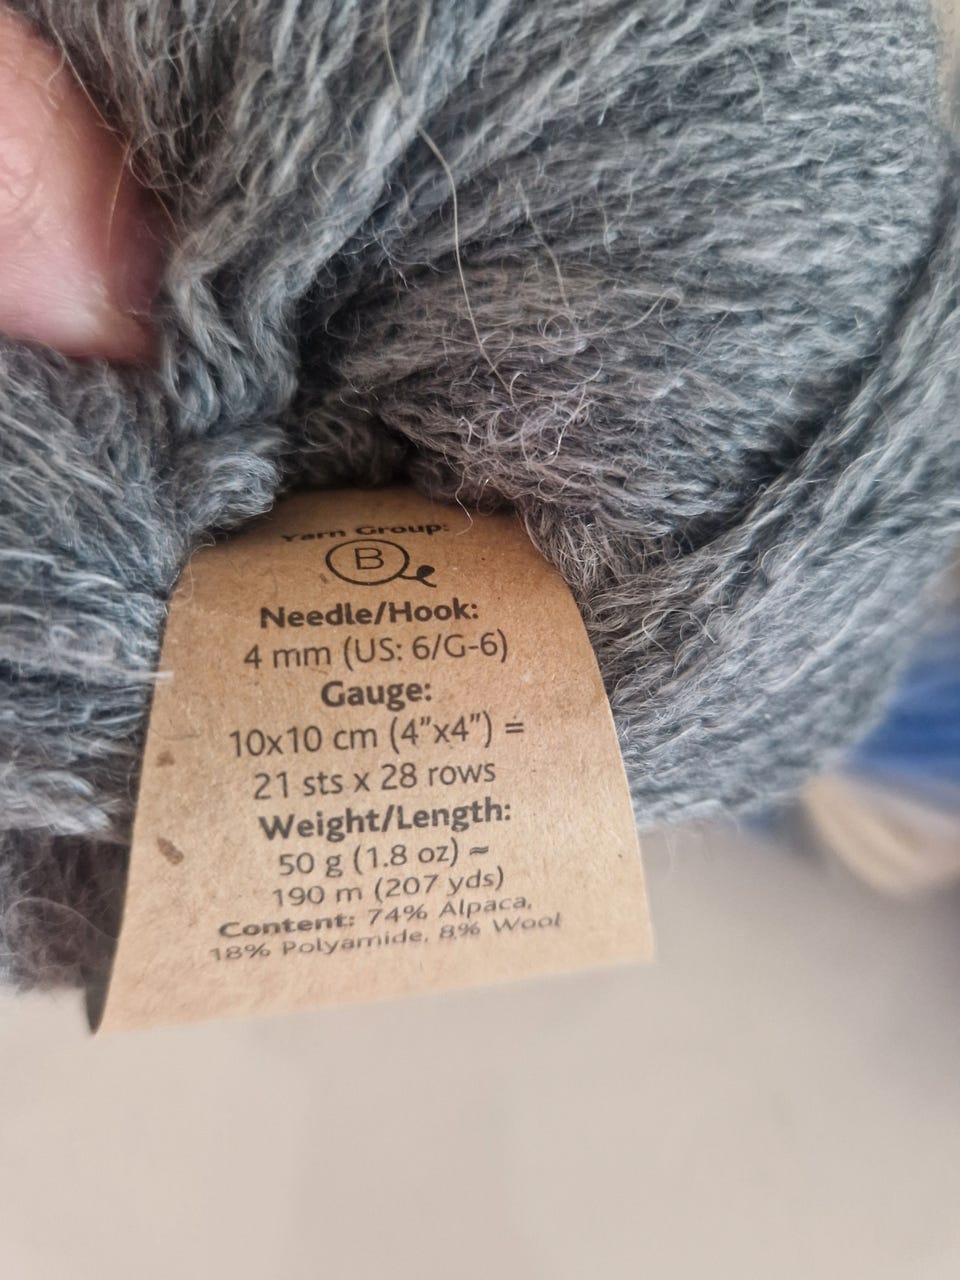 Yarn Group:
B
Needle/Hook:
4 mm (US: 6/G-6)
Gauge:
10x10 cm (4"x4") =
21 sts x 28 rows
Weight/Length:
50 g (1.8 oz) ≈
190 m (207 yds)
Content: 74% Alpaca,
18% Polyamide, 8% Wool